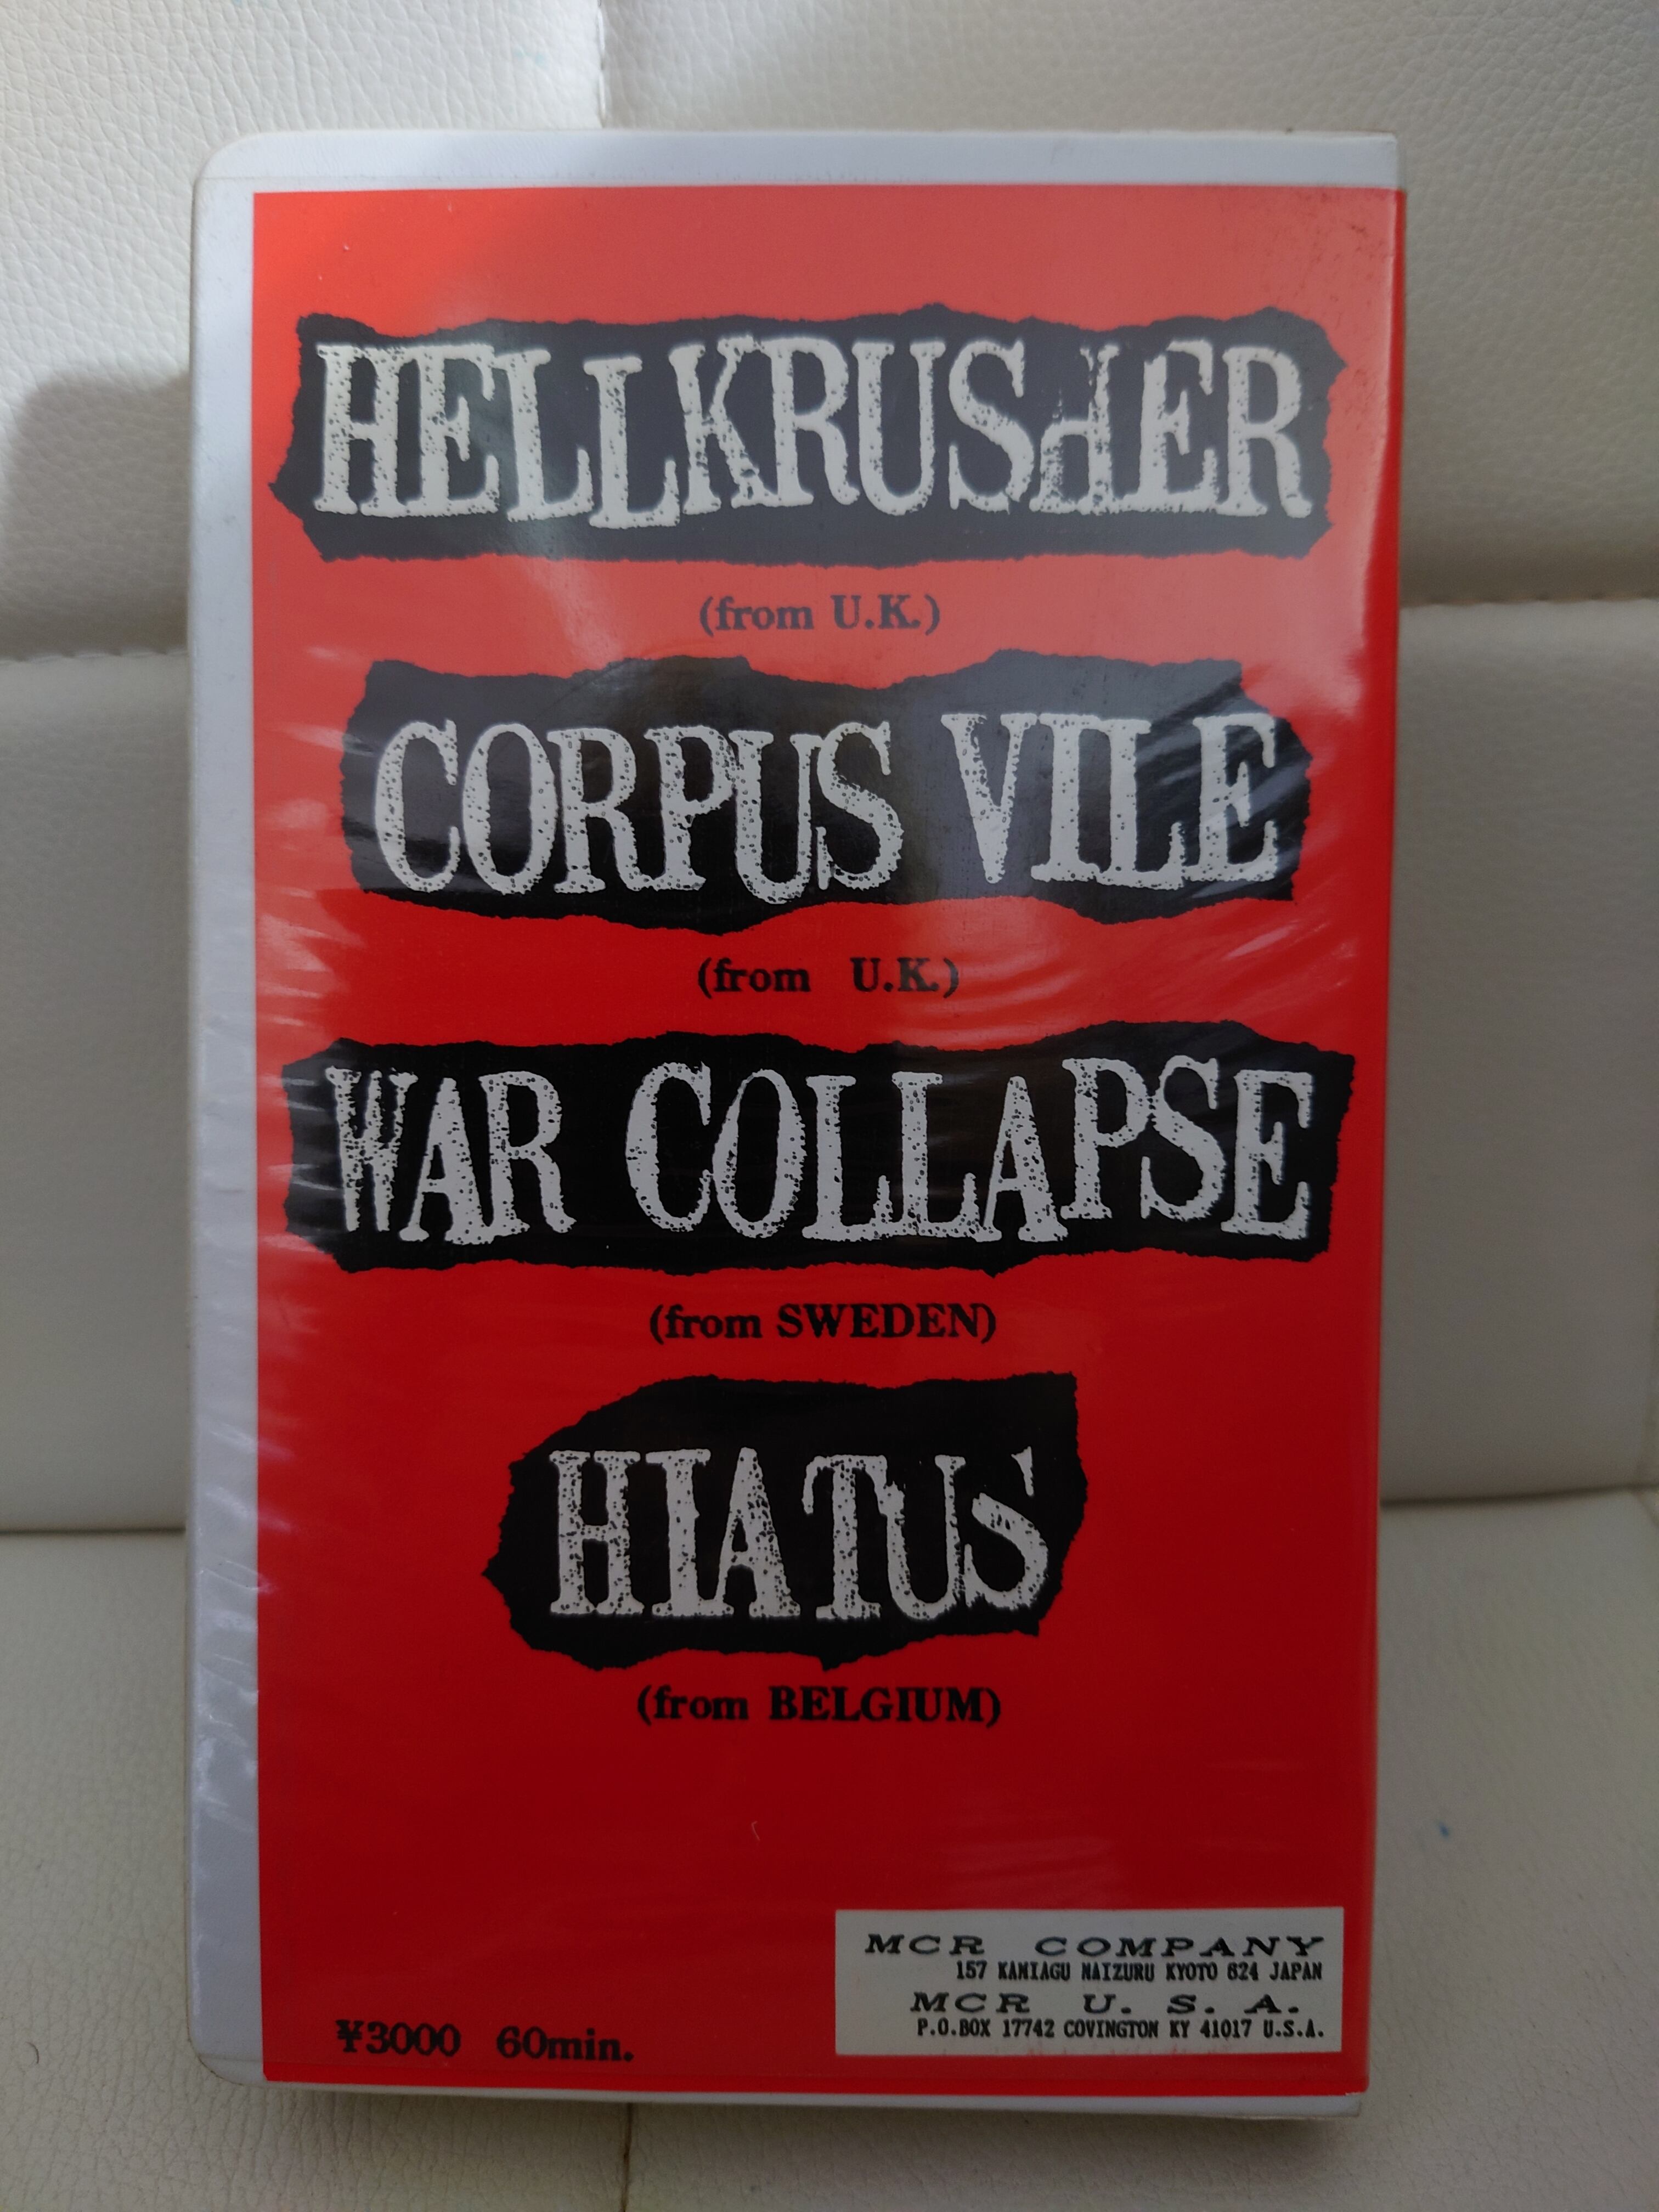 HELLKRUSHER
(from U.K.)
CORPUS VILE
(from U.K.)
WAR COLLAPSE
(from SWEDEN)
HIATUS
(from BELGIUM)
MCR COMPANY
157 KAMIAGU MAIZURU KYOTO 624 JAPAN
MCR U.S.A.
P.O.BOX 17742 COVINGTON KY 41017 U.S.A.
¥3000 60min.